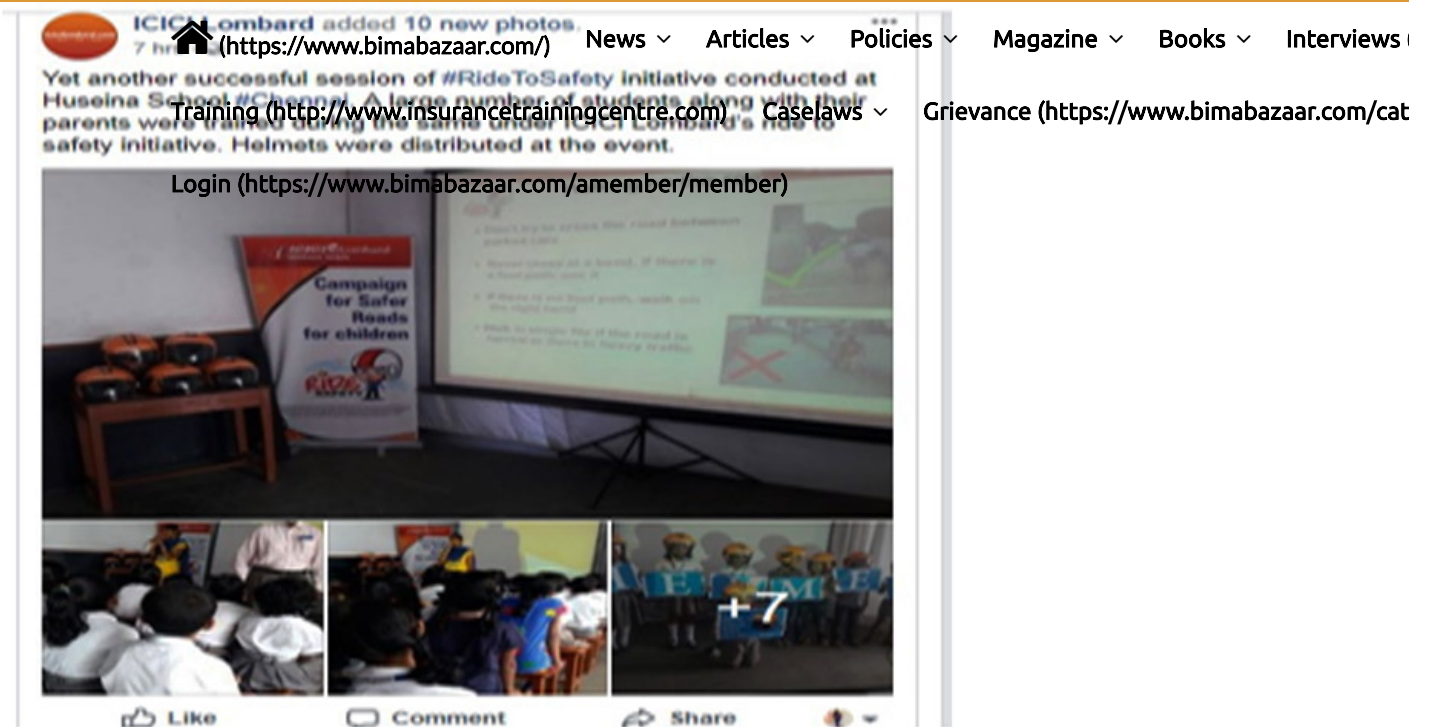 ICICI Lombard added 10 new photos.
7 hr
(https://www.bimabazaar.com/)
News
Articles
Policies
Magazine
Books
Interviews (
Yet another successful session of #RideToSafety initiative conducted at
Huseina School #Chennai. A large number of students along with their
Training (http://www.insurancetrainingcentre.com)
Caselaws
Grievance (https://www.bimabazaar.com/cat
parents were trained during the same under ICICI Lombard's ride to
safety initiative. Helmets were distributed at the event.
Login (https://www.bimabazaar.com/amember/member)
Campaign
for Safer
Roads
for children
RIDE
SAFETY
+7
Like
Comment
Share